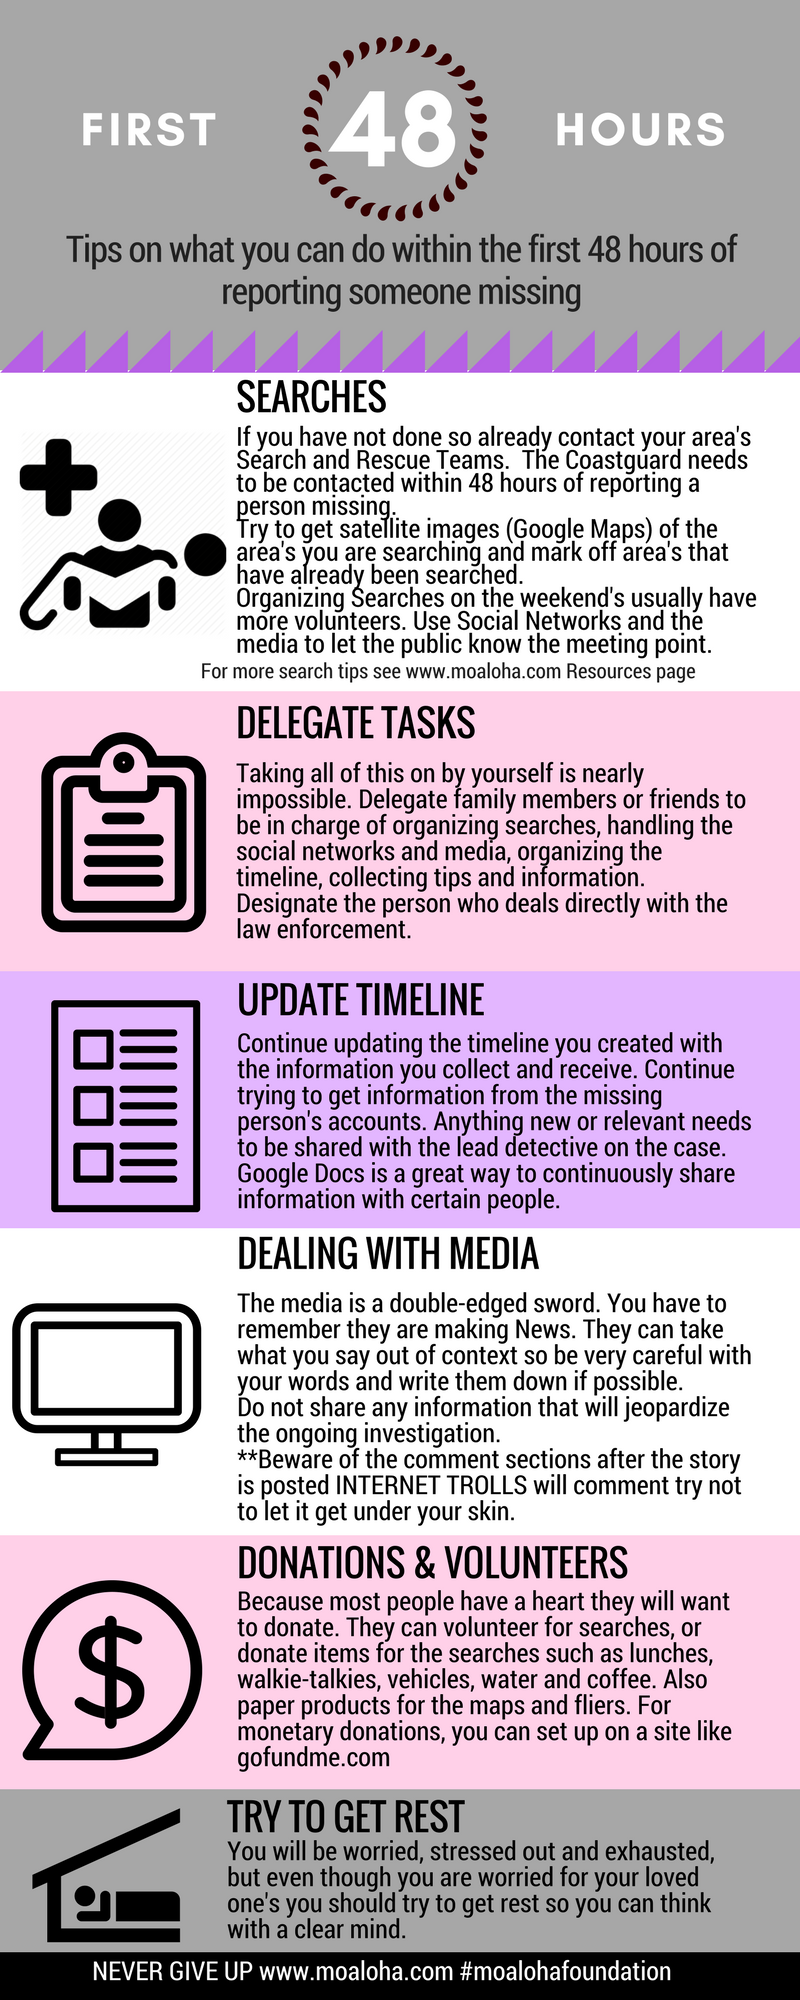 FIRST 48 HOURS
Tips on what you can do within the first 48 hours of
reporting someone missing
SEARCHES
If you have not done so already contact your area's
Search and Rescue Teams. The Coastguard needs
to be contacted within 48 hours of reporting a
person missing.
Try to get satellite images (Google Maps) of the
area's you are searching and mark off area's that
have already been searched.
Organizing Searches on the weekend's usually have
more volunteers. Use Social Networks and the
media to let the public know the meeting point.
For more search tips see www.moaloha.com Resources page
DELEGATE TASKS
Taking all of this on by yourself is nearly
impossible. Delegate family members or friends to
be in charge of organizing searches, handling the
social networks and media, organizing the
timeline, collecting tips and information.
Designate the person who deals directly with the
law enforcement.
UPDATE TIMELINE
Continue updating the timeline you created with
the information you collect and receive. Continue
trying to get information from the missing
person's accounts. Anything new or relevant needs
to be shared with the lead detective on the case.
Google Docs is a great way to continuously share
information with certain people.
DEALING WITH MEDIA
The media is a double-edged sword. You have to
remember they are making News. They can take
what you say out of context so be very careful with
your words and write them down if possible.
Do not share any information that will jeopardize
the ongoing investigation.
**Beware of the comment sections after the story
is posted INTERNET TROLLS will comment try not
to let it get under your skin.
DONATIONS & VOLUNTEERS
Because most people have a heart they will want
to donate. They can volunteer for searches, or
donate items for the searches such as lunches,
walkie-talkies, vehicles, water and coffee. Also
paper products for the maps and fliers. For
monetary donations, you can set up on a site like
gofundme.com
TRY TO GET REST
You will be worried, stressed out and exhausted,
but even though you are worried for your loved
one's you should try to get rest so you can think
with a clear mind.
NEVER GIVE UP www.moaloha.com #moalohafoundation